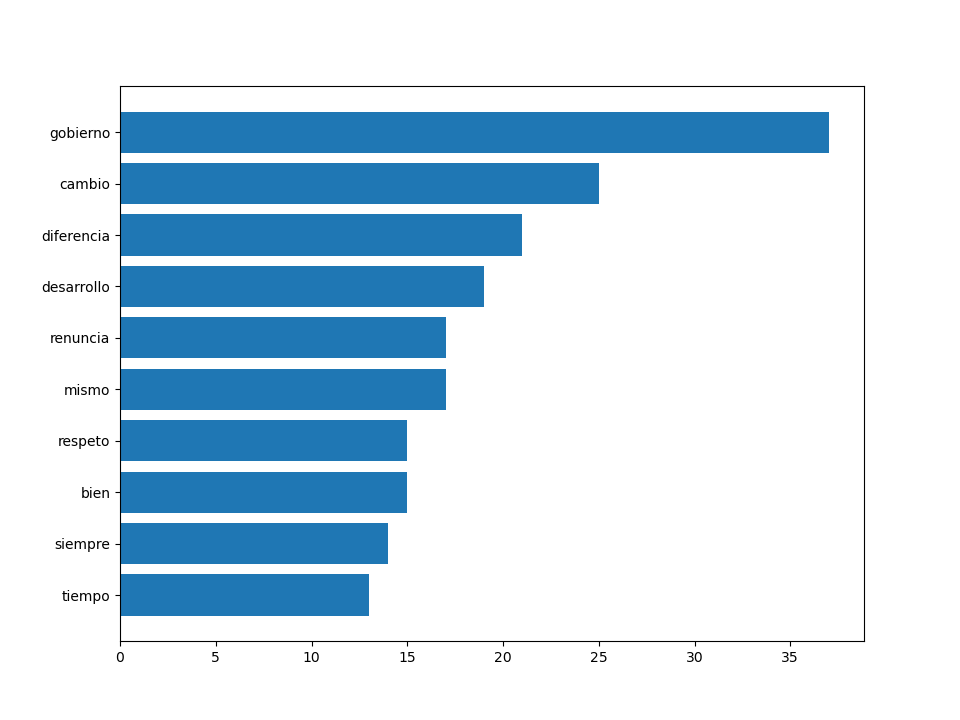 gobierno
cambio
diferencia
desarrollo
renuncia
mismo
respeto
bien
siempre
tiempo
0 5 10 15 20 25 30 35